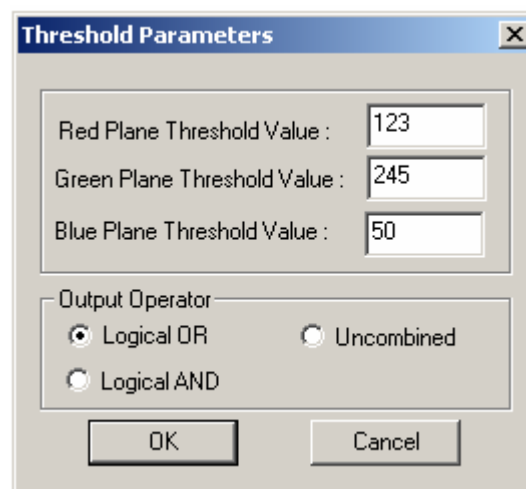 Threshold Parameters
Red Plane Threshold Value : 123
Green Plane Threshold Value : 245
Blue Plane Threshold Value : 50
Output Operator
Logical OR Uncombined
Logical AND
OK Cancel